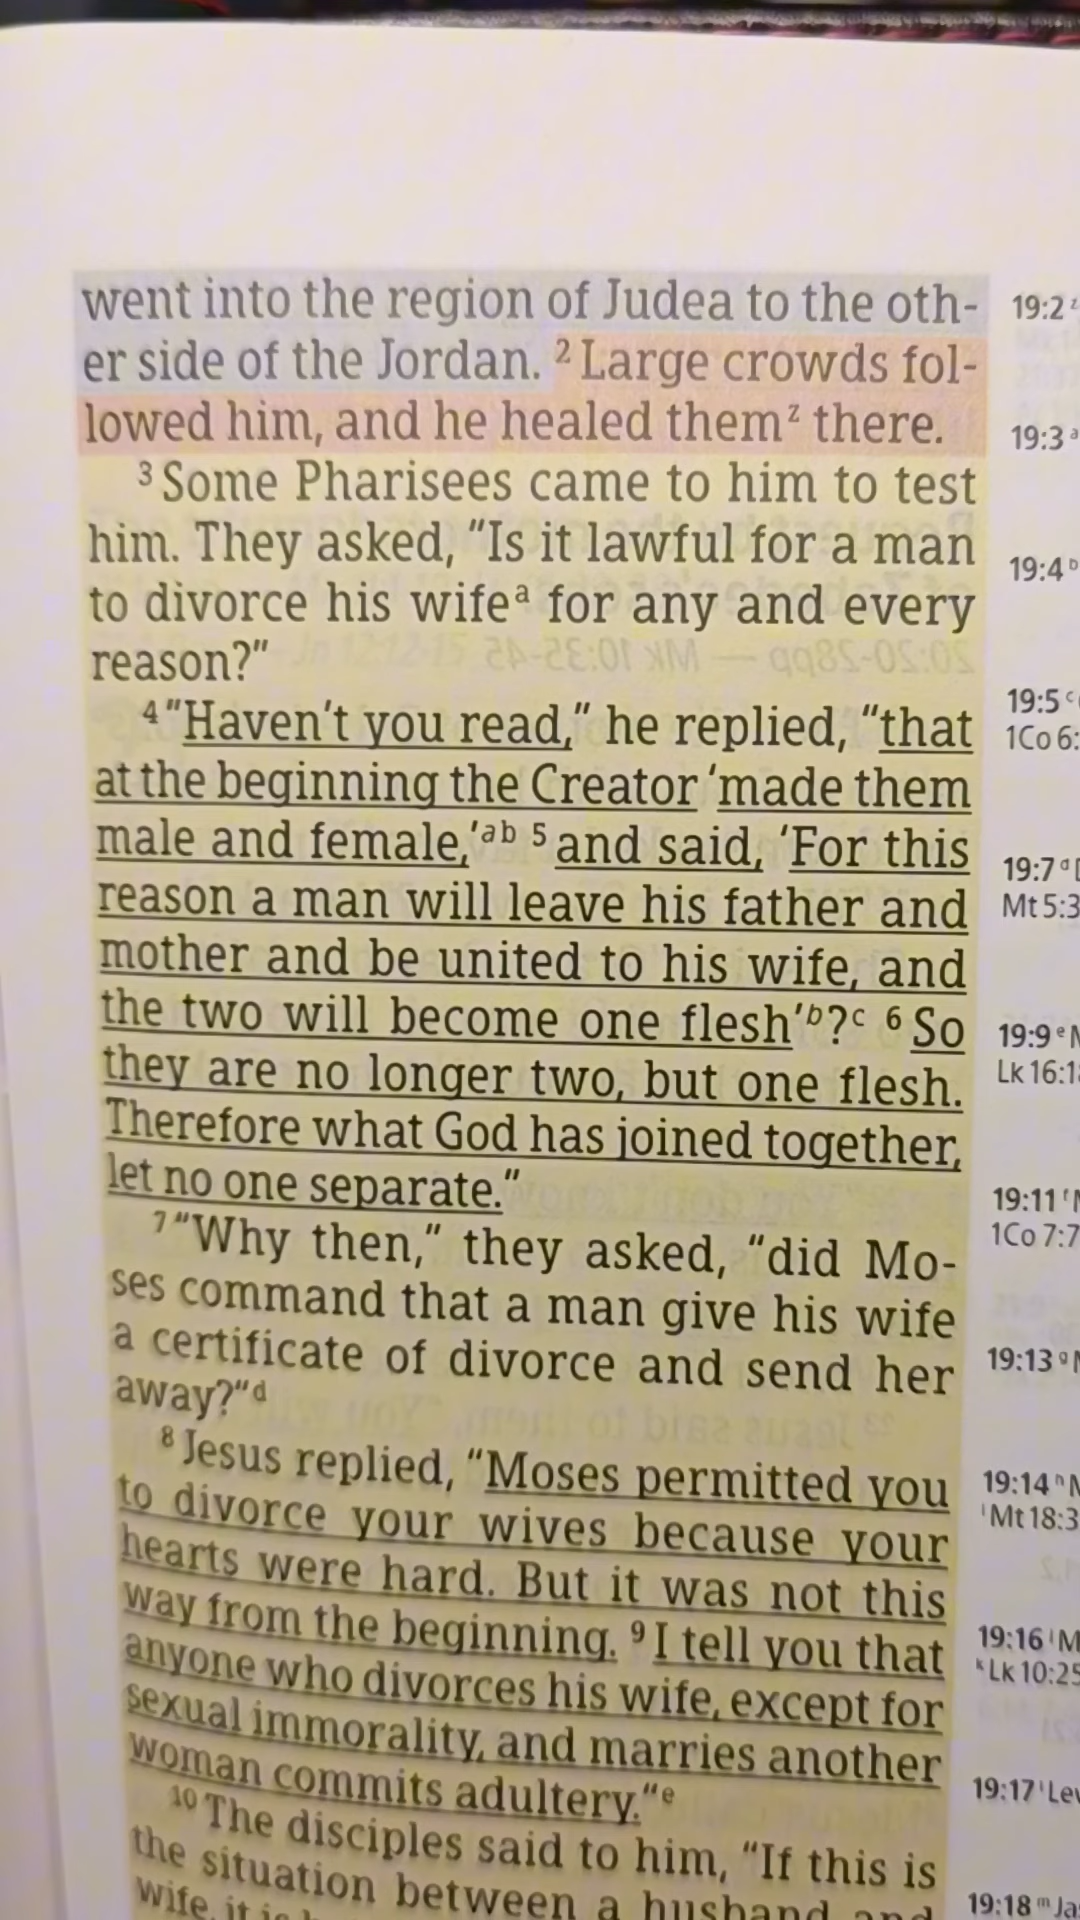 went into the region of Judea to the oth-
er side of the Jordan. ² Large crowds fol-
lowed him, and he healed themᶻ there.
³ Some Pharisees came to him to test
him. They asked, “Is it lawful for a man
to divorce his wifeᵃ for any and every
reason?”
⁴ “Haven’t you read,” he replied, “that
at the beginning the Creator ‘made them
male and female,’ᵃᵇ ⁵ and said, ‘For this
reason a man will leave his father and
mother and be united to his wife, and
the two will become one flesh’ᵇ?ᶜ ⁶ So
they are no longer two, but one flesh.
Therefore what God has joined together,
let no one separate.”
⁷ “Why then,” they asked, “did Mo-
ses command that a man give his wife
a certificate of divorce and send her
away?”ᵈ
⁸ Jesus replied, “Moses permitted you
to divorce your wives because your
hearts were hard. But it was not this
way from the beginning. ⁹ I tell you that
anyone who divorces his wife, except for
sexual immorality, and marries another
woman commits adultery.”ᵉ
¹⁰ The disciples said to him, “If this is
the situation between a husband and
wife, it is
19:2 ᶻ
19:3 ᵃ
19:4 ᵇ
19:5 ᶜ
1Co 6:
19:7 ᵈ
Mt 5:3
19:9 ᵉ M
Lk 16:1
19:11 ᶠ
1Co 7:7
19:13 ᵍ
19:14 ʰ
ⁱ Mt 18:3
19:16 ʲ M
ᵏ Lk 10:25
19:17 ˡ Lev
19:18 ᵐ Ja